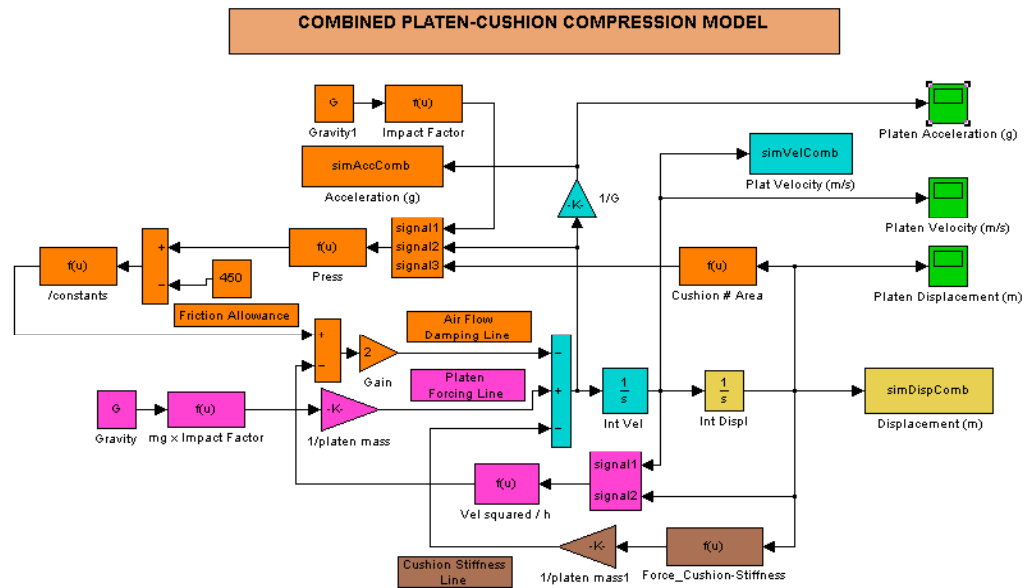 COMBINED PLATEN-CUSHION COMPRESSION MODEL
G
f(u)
Gravity1
Impact Factor
Platen Acceleration (g)
simAccComb
Acceleration (g)
simVelComb
Plat Velocity (m/s)
-K-
1/G
Platen Velocity (m/s)
signal1
signal2
signal3
f(u)
Press
f(u)
Cushion # Area
Platen Displacement (m)
+
−
f(u)
/constants
450
Friction Allowance
+
−
2
Gain
Air Flow
Damping Line
Platen
Forcing Line
−
+
−
1
s
Int Vel
1
s
Int Displ
simDispComb
Displacement (m)
G
Gravity
f(u)
mg x Impact Factor
-K-
1/platen mass
signal1
signal2
f(u)
Vel squared / h
Cushion Stiffness
Line
-K-
1/platen mass1
f(u)
Force_Cushion-Stiffness